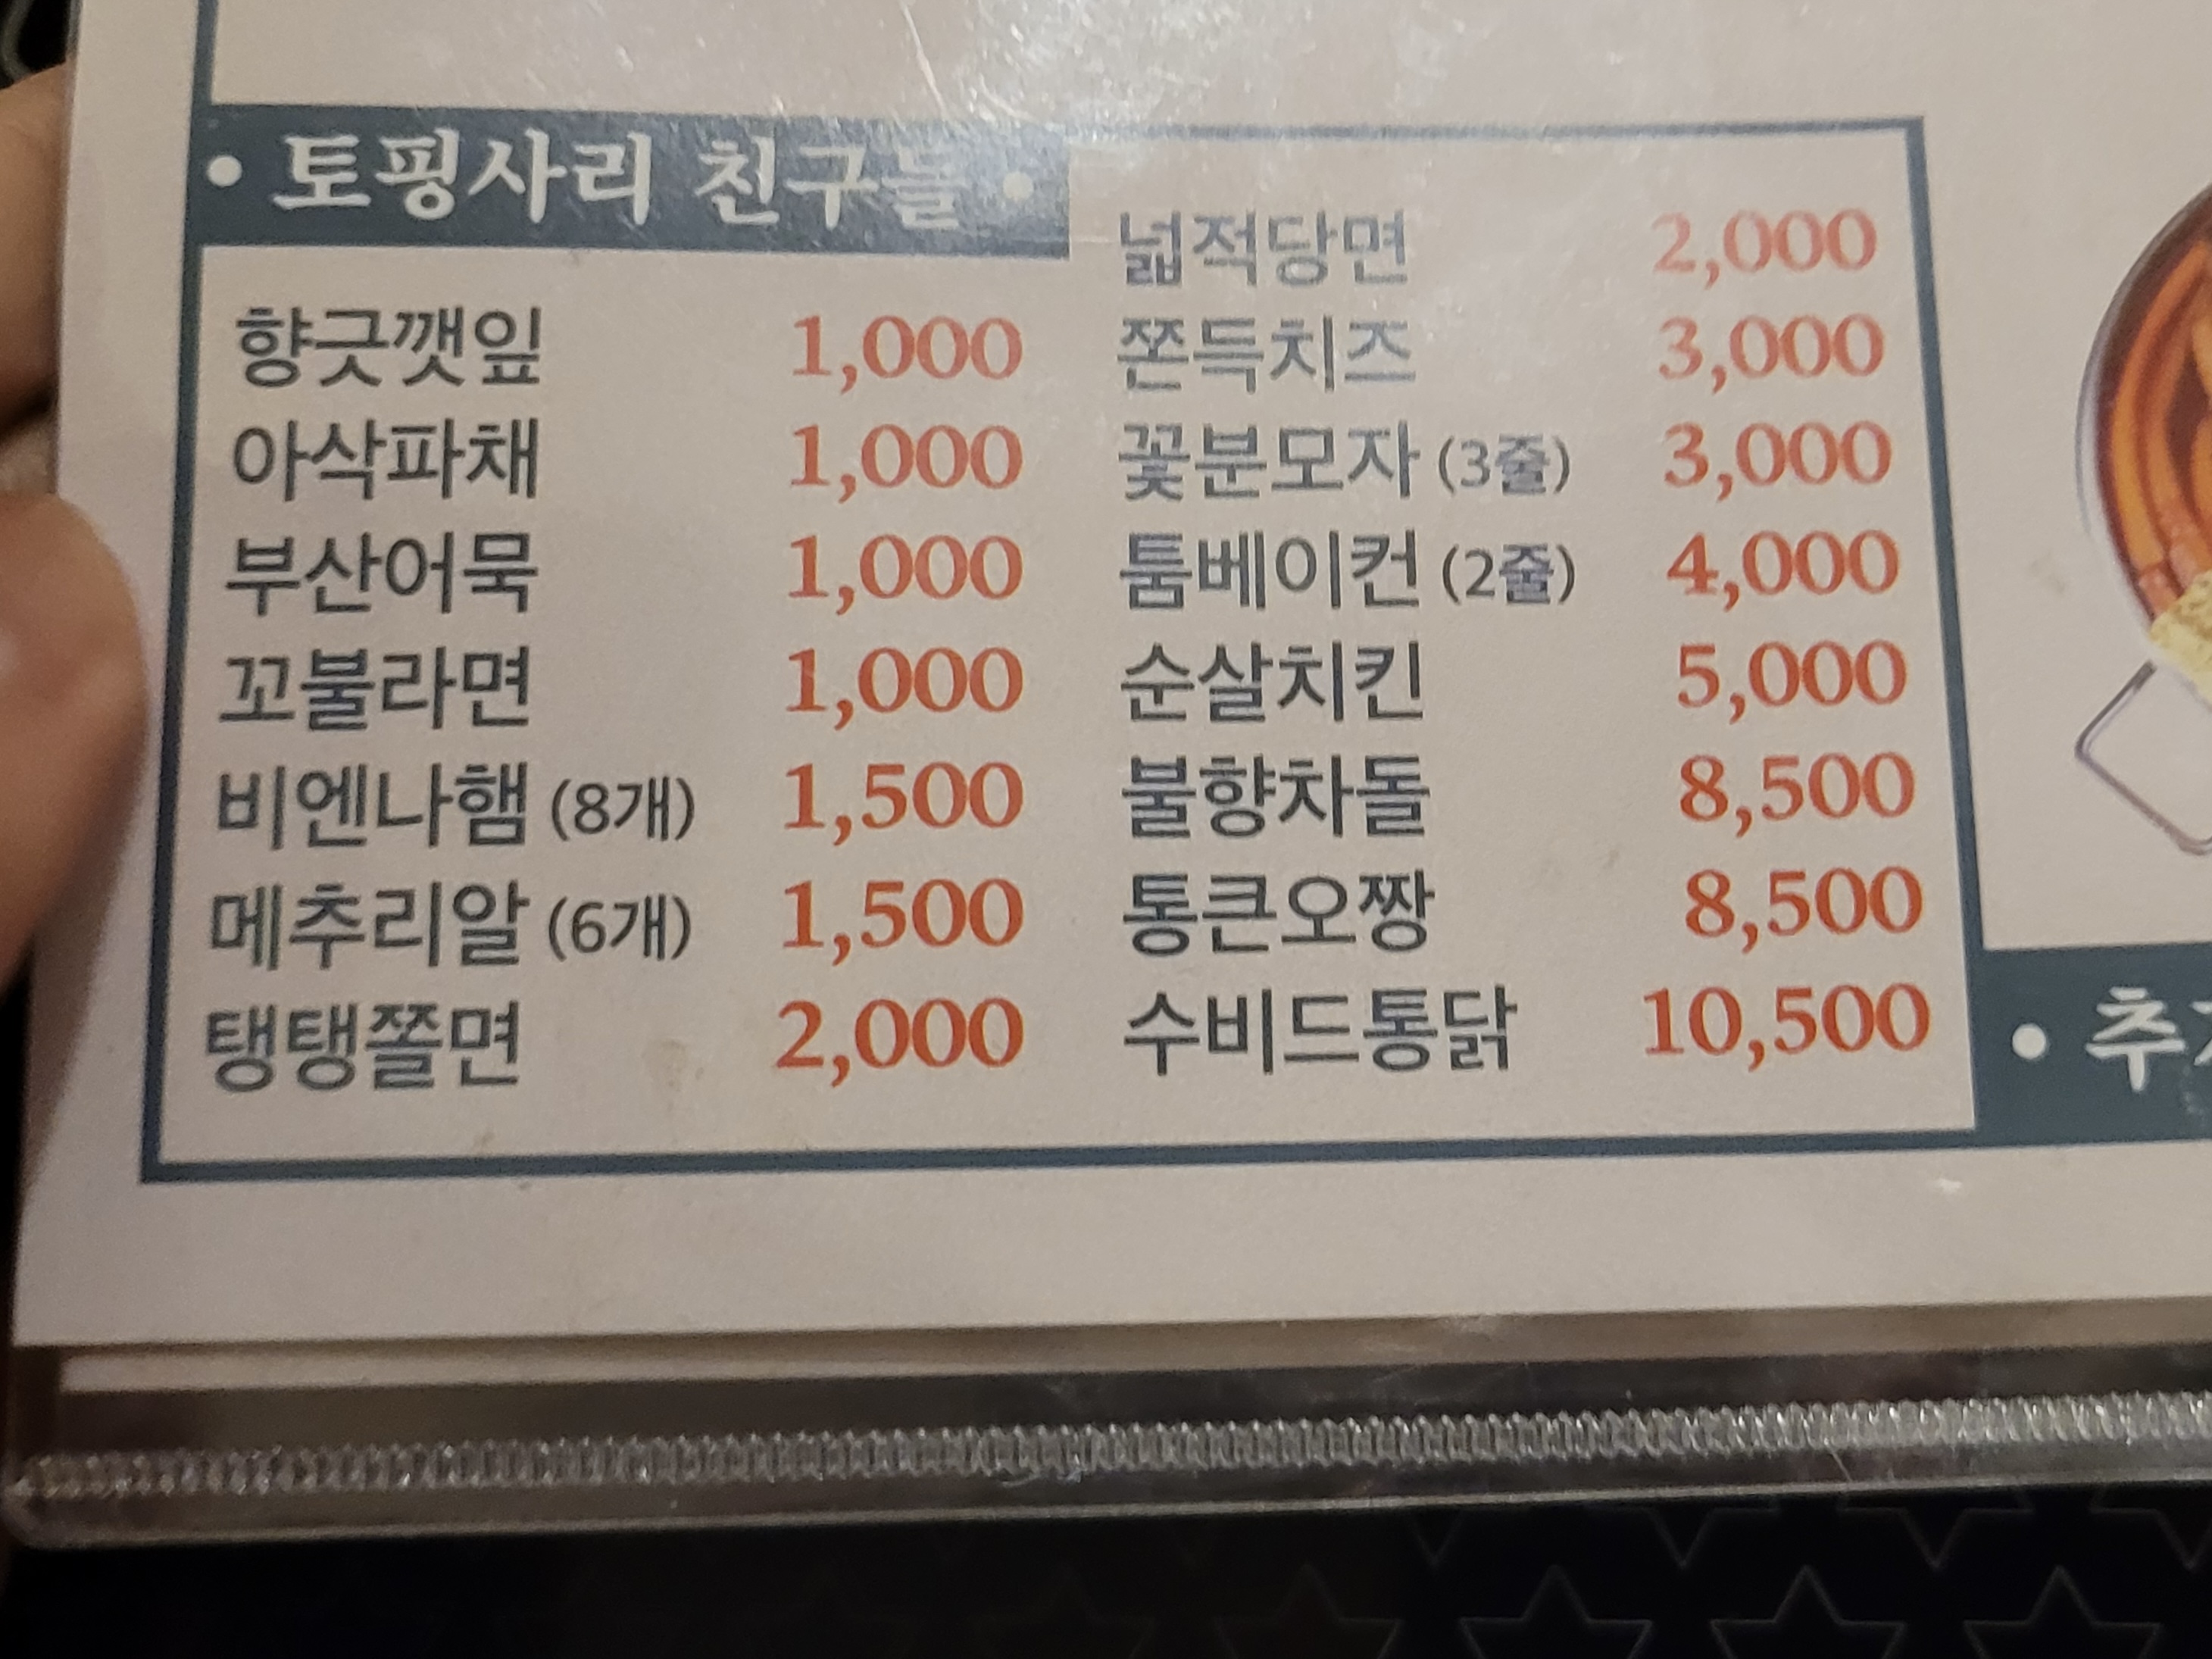 • 토핑사리 친구들 •
향긋깻잎 1,000
아삭파채 1,000
부산어묵 1,000
꼬불라면 1,000
비엔나햄 (8개) 1,500
메추리알 (6개) 1,500
탱탱쫄면 2,000
넓적당면 2,000
쫀득치즈 3,000
꽃분모자 (3줄) 3,000
툼베이컨 (2줄) 4,000
순살치킨 5,000
불향차돌 8,500
통큰오짱 8,500
수비드통닭 10,500
• 추